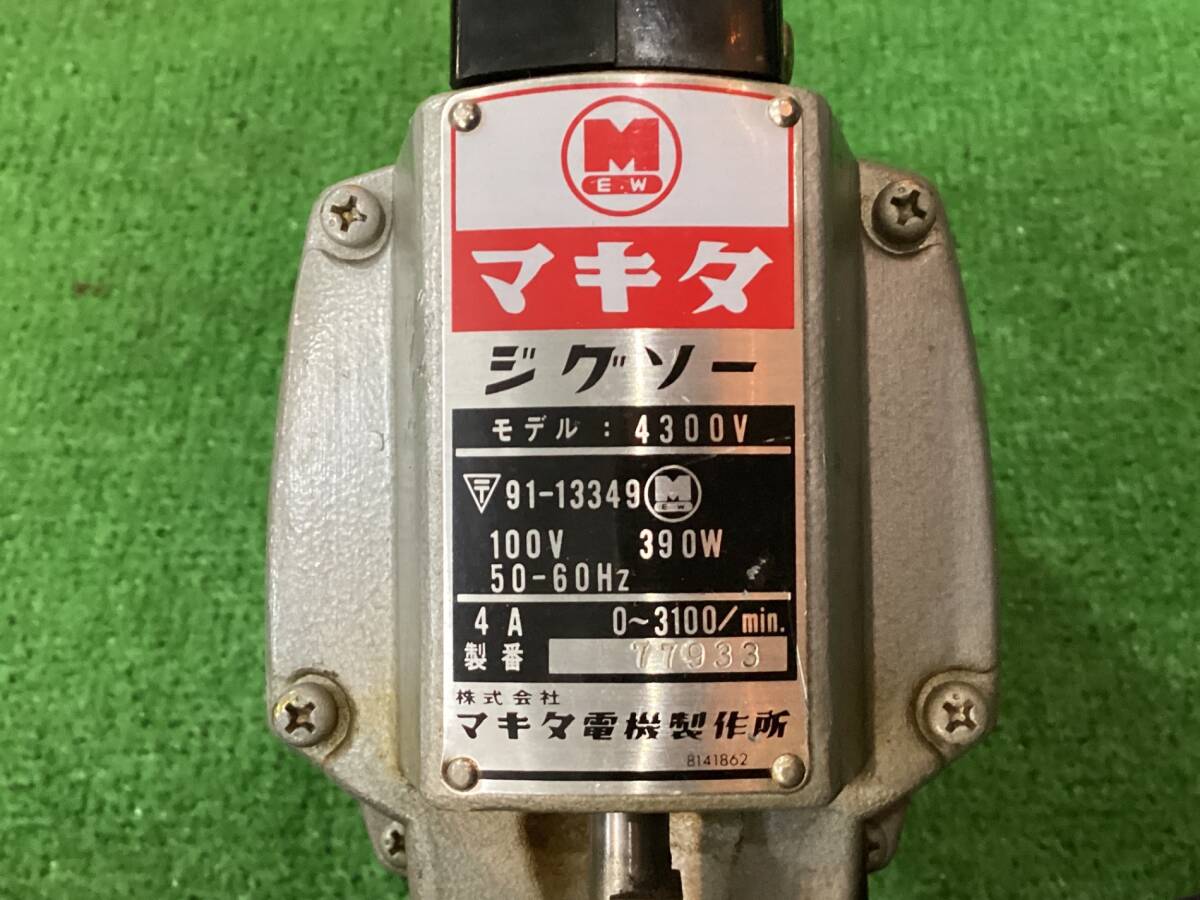 M
E.W
マキタ
ジグソー
モデル : 4300V
〒 91-13349 M E W
100V 390W
50-60Hz
4 A 0~3100/min.
製番 77933
株式会社
マキタ電機製作所
8141862